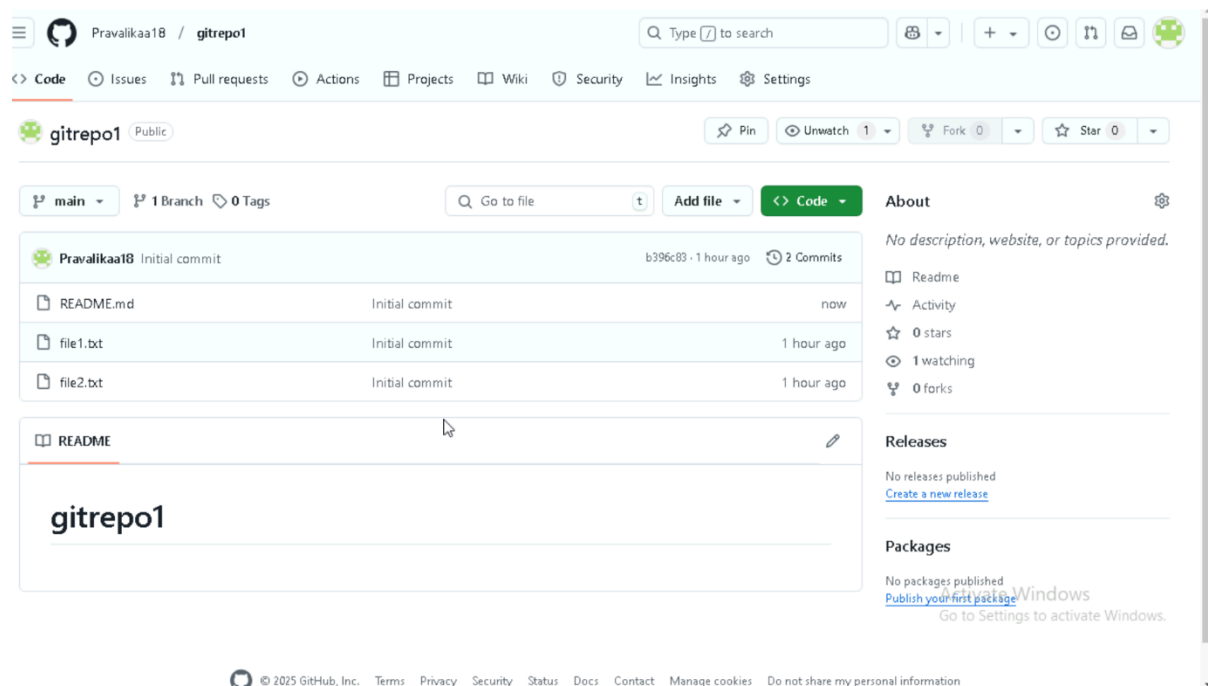 Pravalikaa18 / gitrepo1
Type / to search
Code Issues Pull requests Actions Projects Wiki Security Insights Settings
gitrepo1 Public
Pin Unwatch 1 Fork 0 Star 0
main 1 Branch 0 Tags Go to file t Add file Code
Pravalikaa18 Initial commit b396c83 · 1 hour ago 2 Commits
README.md Initial commit now
file1.txt Initial commit 1 hour ago
file2.txt Initial commit 1 hour ago
README
gitrepo1
About
No description, website, or topics provided.
Readme
Activity
0 stars
1 watching
0 forks
Releases
No releases published
Create a new release
Packages
No packages published
Publish your first package
Activate Windows
Go to Settings to activate Windows.
© 2025 GitHub, Inc. Terms Privacy Security Status Docs Contact Manage cookies Do not share my personal information